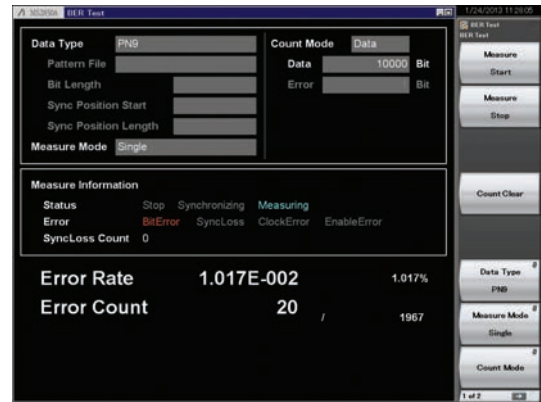 MS2850A BER Test
1/24/2013 11:28:05
Data Type PN9
Pattern File
Bit Length
Sync Position Start
Sync Position Length
Measure Mode Single
Count Mode Data
Data 10000 Bit
Error Bit
Measure Information
Status Stop Synchronizing Measuring
Error BitError SyncLoss ClockError EnableError
SyncLoss Count 0
Error Rate 1.017E-002 1.017%
Error Count 20 / 1967
BER Test
BER Test
Measure
Start
Measure
Stop
Count Clear
Data Type
PN9
Measure Mode
Single
Count Mode
1 of 2